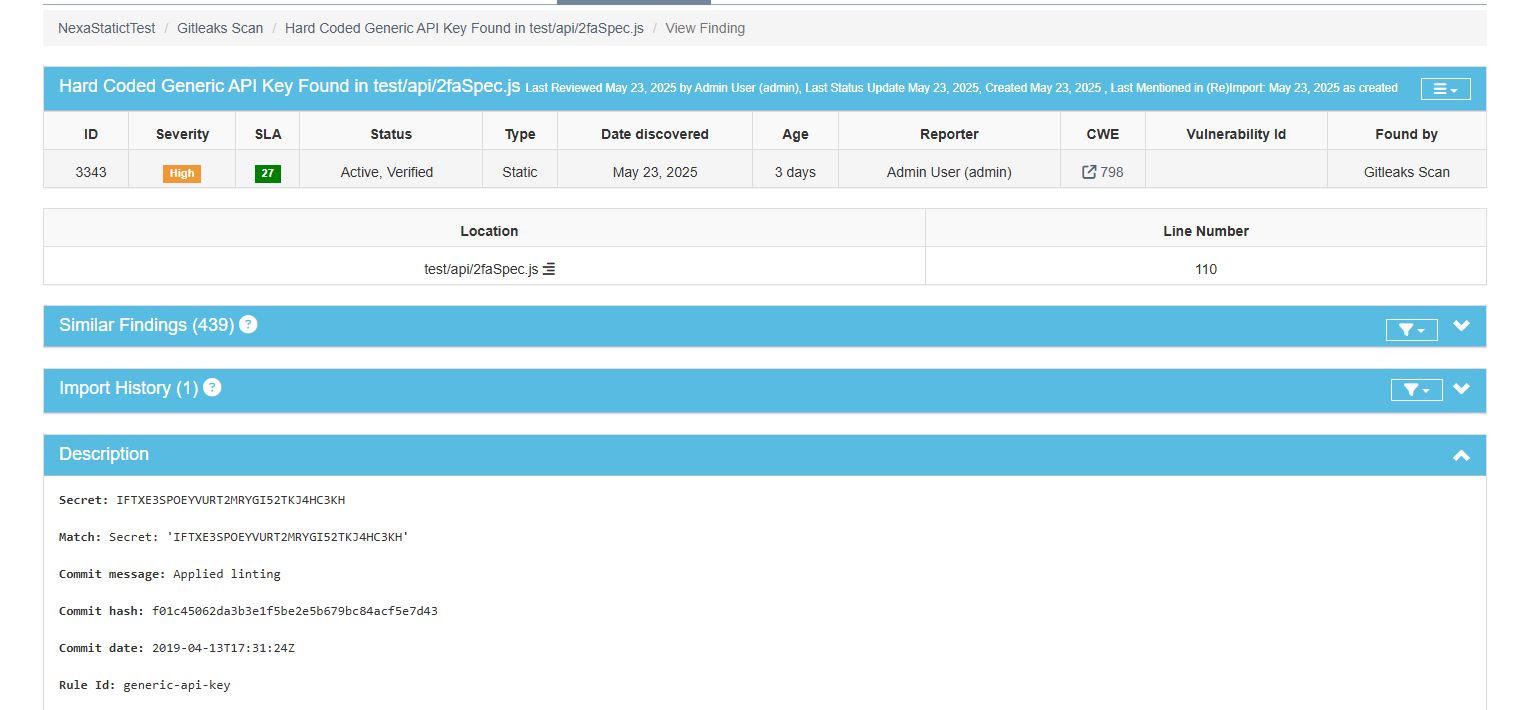 NexaStatictTest / Gitleaks Scan / Hard Coded Generic API Key Found in test/api/2faSpec.js / View Finding
Hard Coded Generic API Key Found in test/api/2faSpec.js Last Reviewed May 23, 2025 by Admin User (admin), Last Status Update May 23, 2025, Created May 23, 2025 , Last Mentioned in (Re)Import: May 23, 2025 as created
ID Severity SLA Status Type Date discovered Age Reporter CWE Vulnerability Id Found by
3343 High 27 Active, Verified Static May 23, 2025 3 days Admin User (admin) 798 Gitleaks Scan
Location Line Number
test/api/2faSpec.js 110
Similar Findings (439) ?
Import History (1) ?
Description
Secret: IFTXE3SPOEYVURT2MRYGI52TKJ4HC3KH
Match: Secret: 'IFTXE3SPOEYVURT2MRYGI52TKJ4HC3KH'
Commit message: Applied linting
Commit hash: f01c45062da3b3e1f5be2e5b679bc84acf5e7d43
Commit date: 2019-04-13T17:31:24Z
Rule Id: generic-api-key